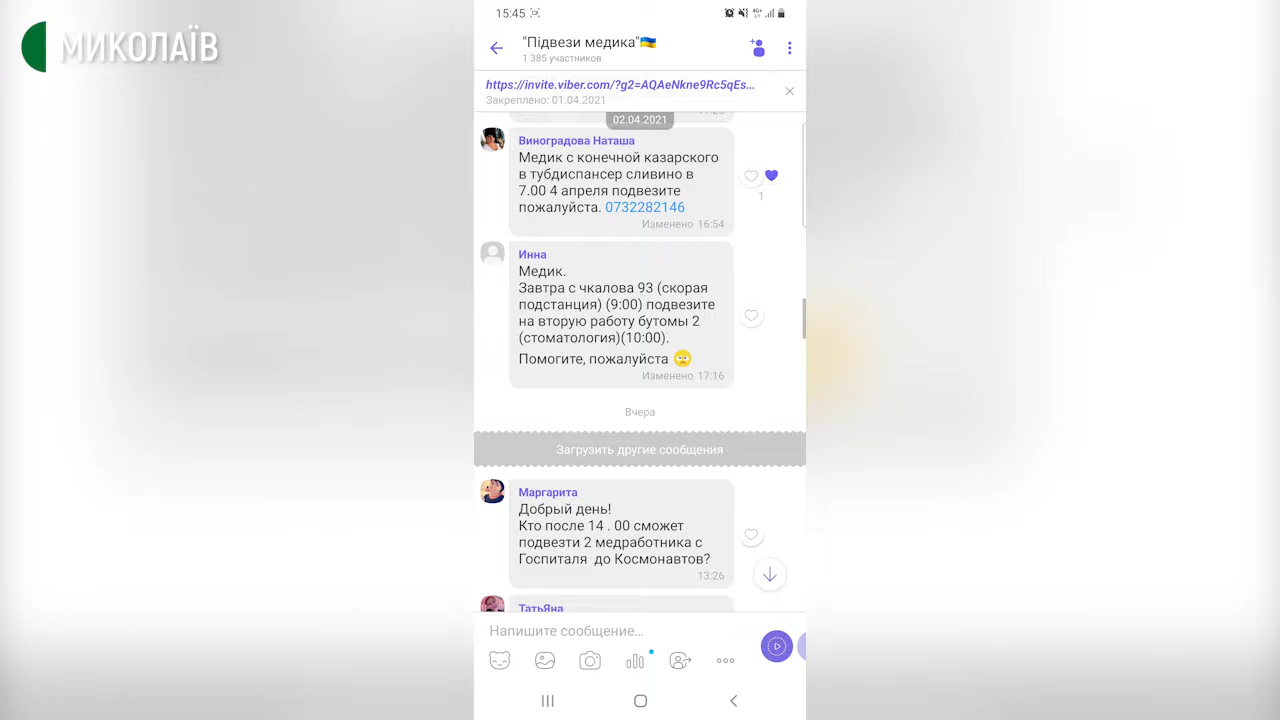 МИКОЛАЇВ
15:45
4G+
"Підвези медика"🇺🇦
1 385 участников
https://invite.viber.com/?g2=AQAeNkne9Rc5qEs...
Закреплено: 01.04.2021
02.04.2021
Виноградова Наташа
Медик с конечной казарского
в тубдиспансер сливино в
7.00 4 апреля подвезите
пожалуйста. 0732282146
Изменено 16:54
1
Инна
Медик.
Завтра с чкалова 93 (скорая
подстанция) (9:00) подвезите
на вторую работу бутомы 2
(стоматология)(10:00).
Помогите, пожалуйста 🙄
Изменено 17:16
Вчера
Загрузить другие сообщения
Маргарита
Добрый день!
Кто после 14 . 00 сможет
подвезти 2 медработника с
Госпиталя до Космонавтов?
13:26
ТатьЯна
Напишите сообщение...